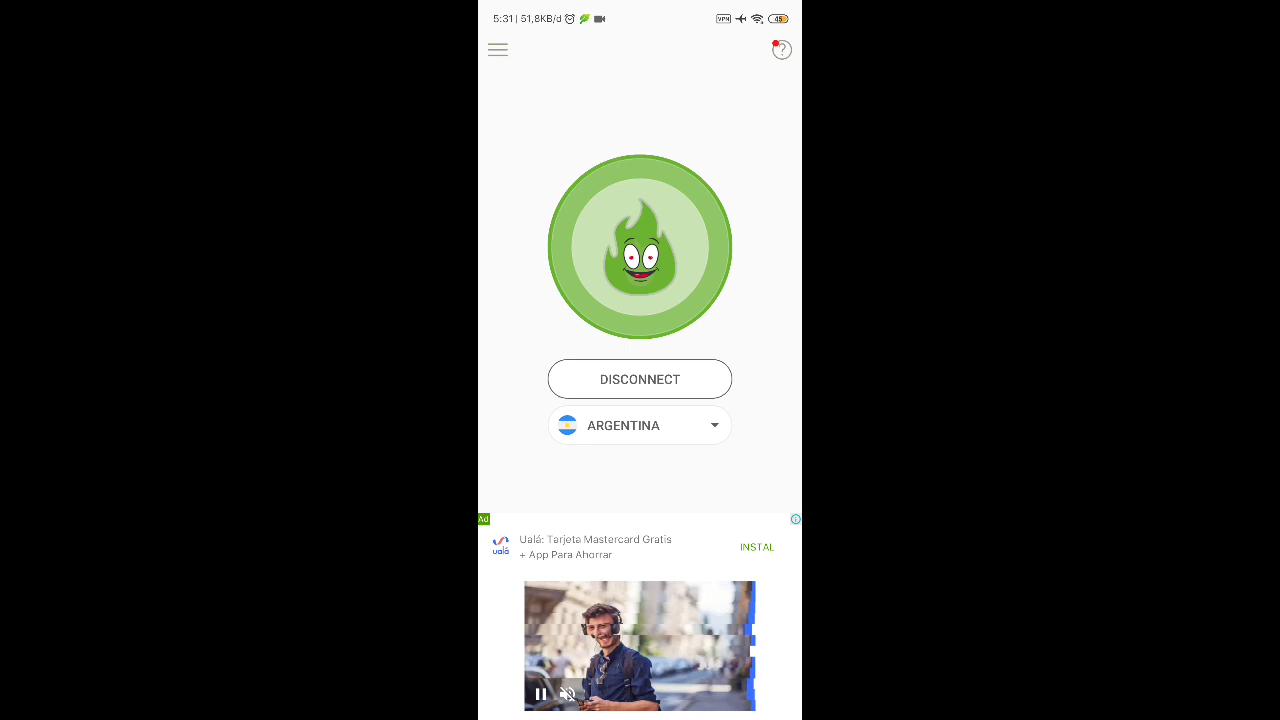 5:31 | 51,8KB/d
VPN
45
?
DISCONNECT
ARGENTINA
Ad
Ualá: Tarjeta Mastercard Gratis
+ App Para Ahorrar
ualá
INSTAL